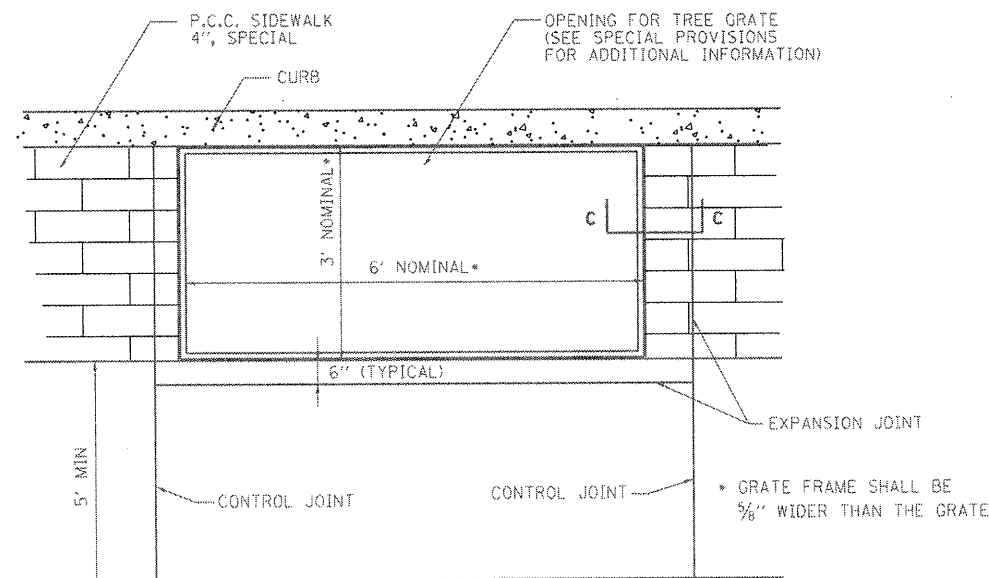 P.C.C. SIDEWALK
4", SPECIAL
CURB
OPENING FOR TREE GRATE
(SEE SPECIAL PROVISIONS
FOR ADDITIONAL INFORMATION)
3' NOMINAL*
6' NOMINAL*
C
C
6" (TYPICAL)
EXPANSION JOINT
5' MIN
CONTROL JOINT
CONTROL JOINT
* GRATE FRAME SHALL BE
5/8" WIDER THAN THE GRATE